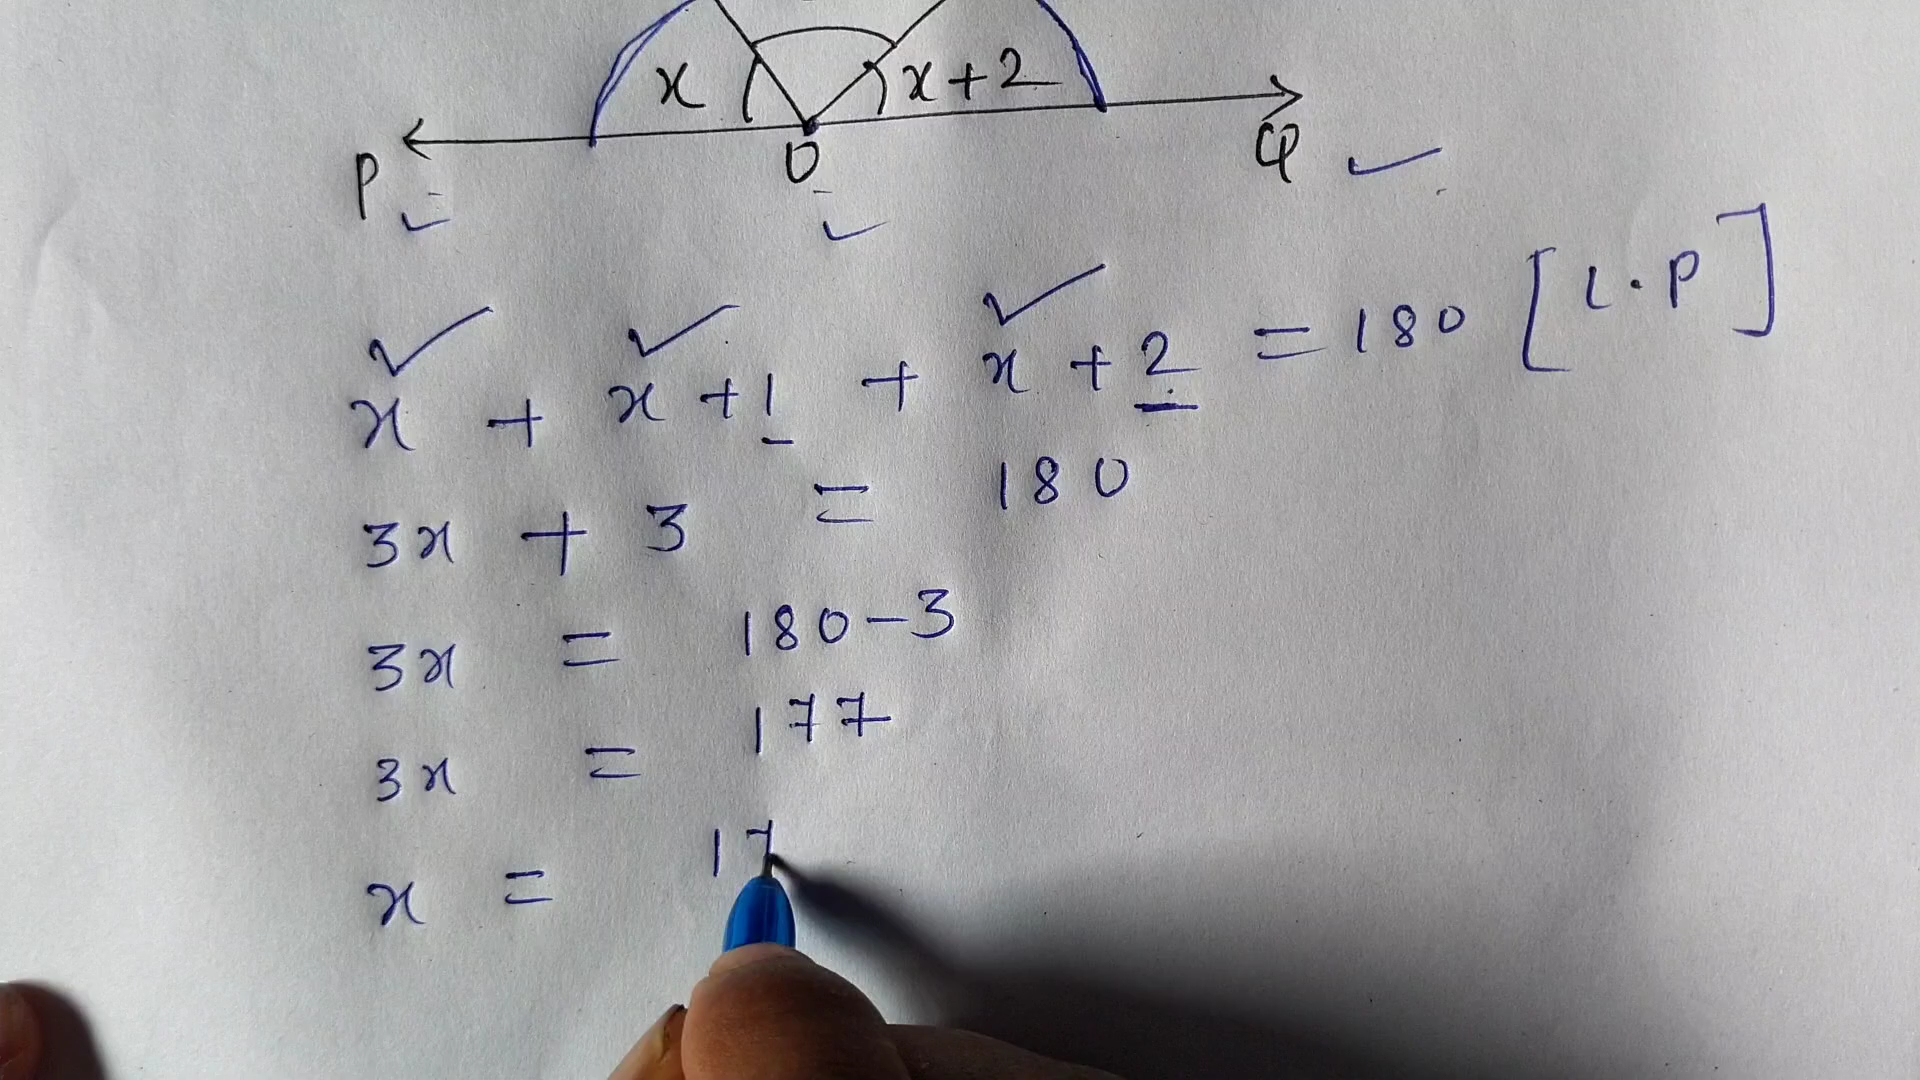 x x+2
P O Q
x + x + 1 + x + 2 = 180 [L.P]
3x + 3 = 180
3x = 180 - 3
3x = 177
x = 17